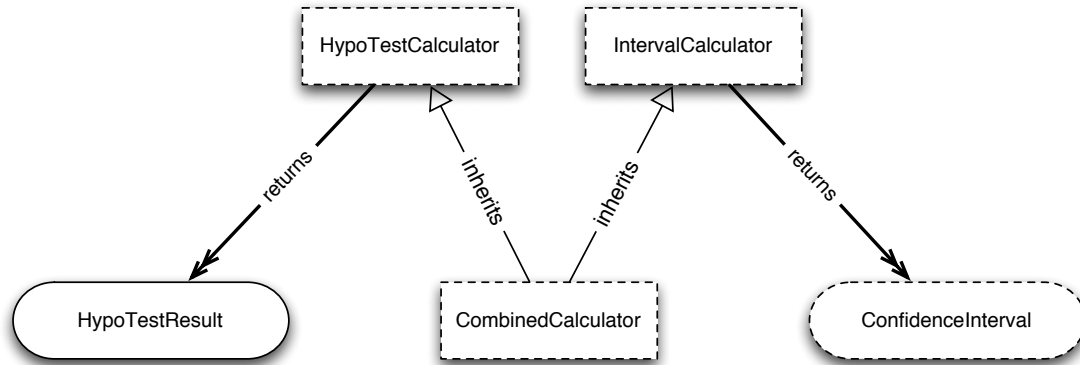 HypoTestCalculator
IntervalCalculator
returns
inherits
inherits
returns
HypoTestResult
CombinedCalculator
ConfidenceInterval